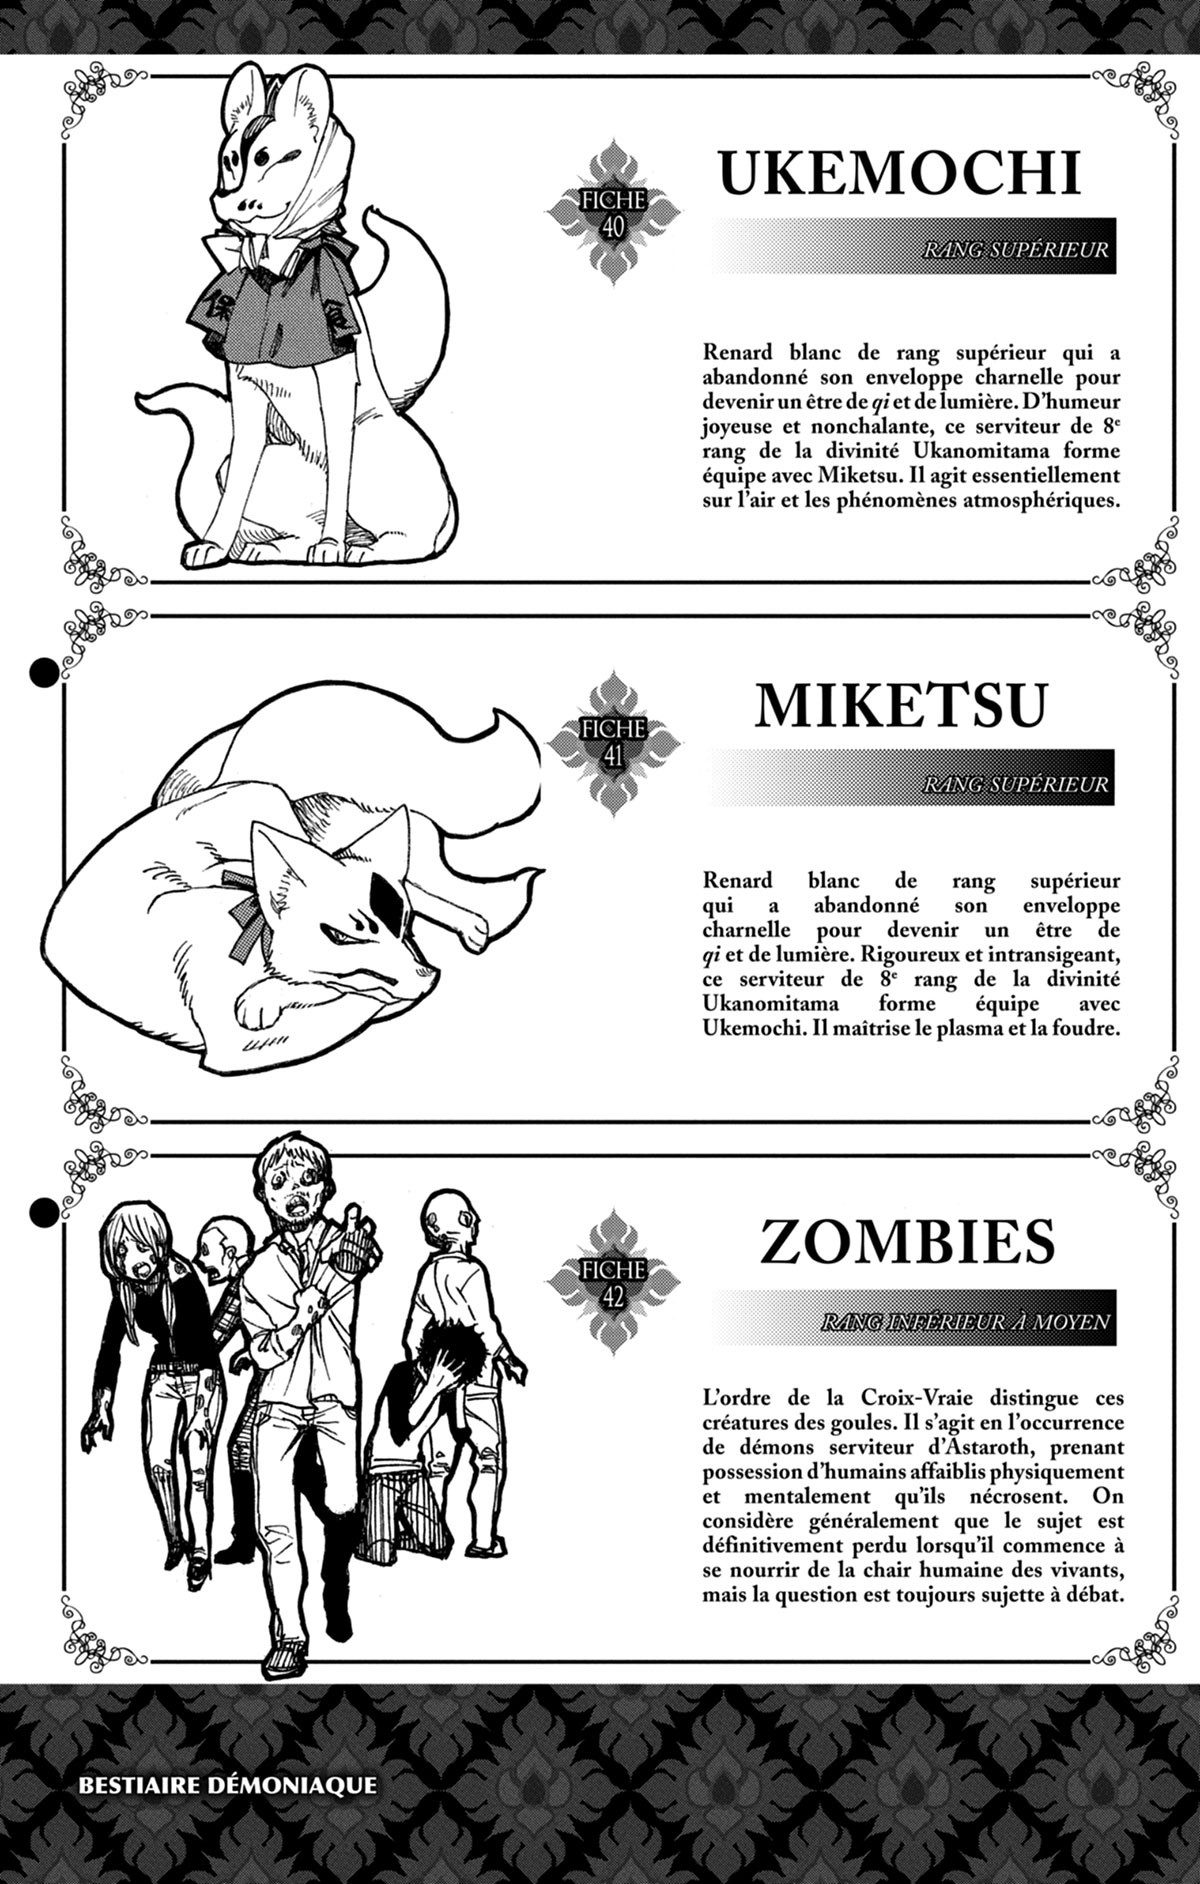 UKEMOCHI
FICHE
40
RANG SUPÉRIEUR
保
食
Renard blanc de rang supérieur qui a
abandonné son enveloppe charnelle pour
devenir un être de qi et de lumière. D'humeur
joyeuse et nonchalante, ce serviteur de 8e
rang de la divinité Ukanomitama forme
équipe avec Miketsu. Il agit essentiellement
sur l'air et les phénomènes atmosphériques.
MIKETSU
FICHE
41
RANG SUPÉRIEUR
Renard blanc de rang supérieur
qui a abandonné son enveloppe
charnelle pour devenir un être de
qi et de lumière. Rigoureux et intransigeant,
ce serviteur de 8e rang de la divinité
Ukanomitama forme équipe avec
Ukemochi. Il maîtrise le plasma et la foudre.
ZOMBIES
FICHE
42
RANG INFÉRIEUR À MOYEN
L'ordre de la Croix-Vraie distingue ces
créatures des goules. Il s'agit en l'occurrence
de démons serviteur d'Astaroth, prenant
possession d'humains affaiblis physiquement
et mentalement qu'ils nécrosent. On
considère généralement que le sujet est
définitivement perdu lorsqu'il commence à
se nourrir de la chair humaine des vivants,
mais la question est toujours sujette à débat.
BESTIAIRE DÉMONIAQUE